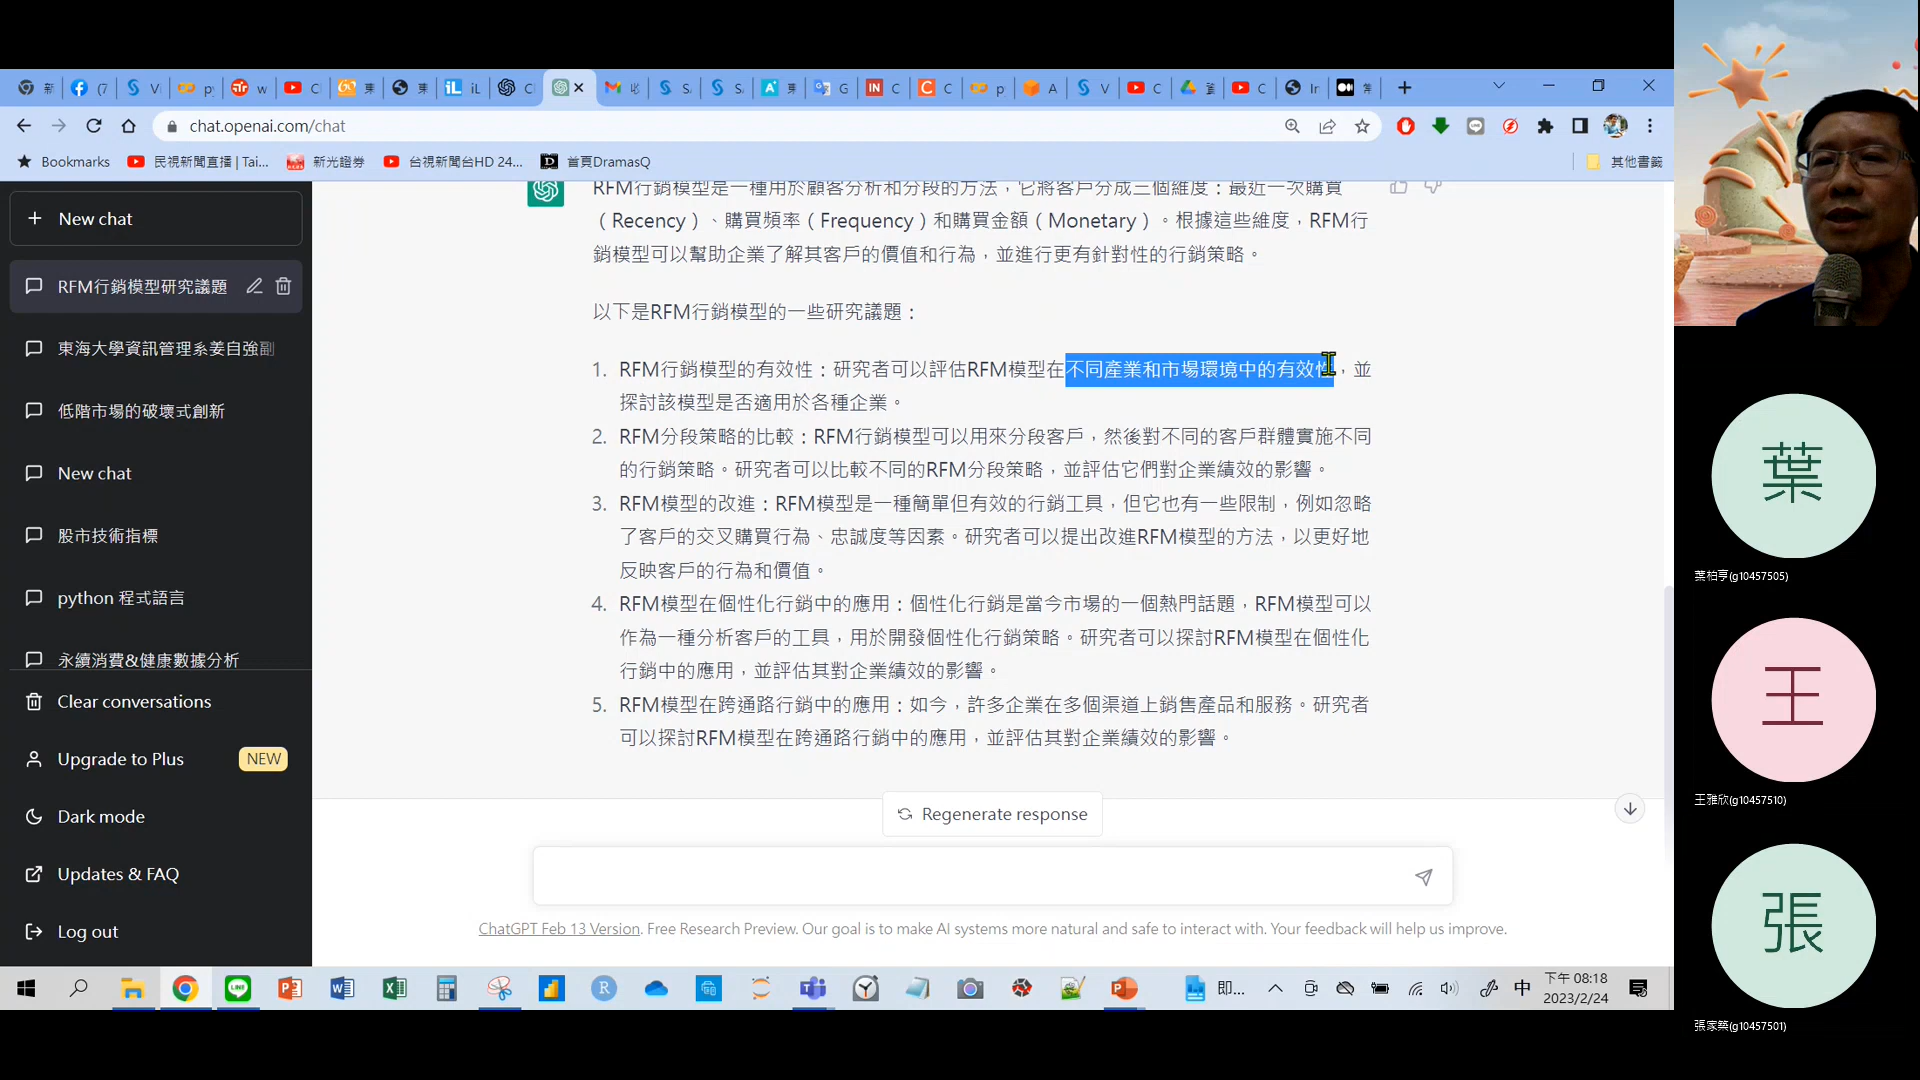 新
(7
V
py
w
C
東
東
iL
C
收
S
S
東
G
IN C
C C
p
A
V
C
C
In
chat.openai.com/chat
Bookmarks
民視新聞直播 | Tai...
新光證券
台視新聞台HD 24...
首頁DramasQ
其他書籤
New chat
RFM行銷模型研究議題
東海大學資訊管理系姜自強副
低階市場的破壞式創新
New chat
股市技術指標
python 程式語言
永續消費&健康數據分析
Clear conversations
Upgrade to Plus
NEW
Dark mode
Updates & FAQ
Log out
RFM行銷模型是一種用於顧客分析和分段的方法，它將客戶分成三個維度：最近一次購買
（Recency）、購買頻率（Frequency）和購買金額（Monetary）。根據這些維度，RFM行
銷模型可以幫助企業了解其客戶的價值和行為，並進行更有針對性的行銷策略。
以下是RFM行銷模型的一些研究議題：
1. RFM行銷模型的有效性：研究者可以評估RFM模型在不同產業和市場環境中的有效性，並
探討該模型是否適用於各種企業。
2. RFM分段策略的比較：RFM行銷模型可以用來分段客戶，然後對不同的客戶群體實施不同
的行銷策略。研究者可以比較不同的RFM分段策略，並評估它們對企業績效的影響。
3. RFM模型的改進：RFM模型是一種簡單但有效的行銷工具，但它也有一些限制，例如忽略
了客戶的交叉購買行為、忠誠度等因素。研究者可以提出改進RFM模型的方法，以更好地
反映客戶的行為和價值。
4. RFM模型在個性化行銷中的應用：個性化行銷是當今市場的一個熱門話題，RFM模型可以
作為一種分析客戶的工具，用於開發個性化行銷策略。研究者可以探討RFM模型在個性化
行銷中的應用，並評估其對企業績效的影響。
5. RFM模型在跨通路行銷中的應用：如今，許多企業在多個渠道上銷售產品和服務。研究者
可以探討RFM模型在跨通路行銷中的應用，並評估其對企業績效的影響。
Regenerate response
ChatGPT Feb 13 Version. Free Research Preview. Our goal is to make AI systems more natural and safe to interact with. Your feedback will help us improve.
即...
中
下午 08:18
2023/2/24
葉
葉柏亨(g10457505)
王
王雅欣(g10457510)
張
張家榮(g10457501)